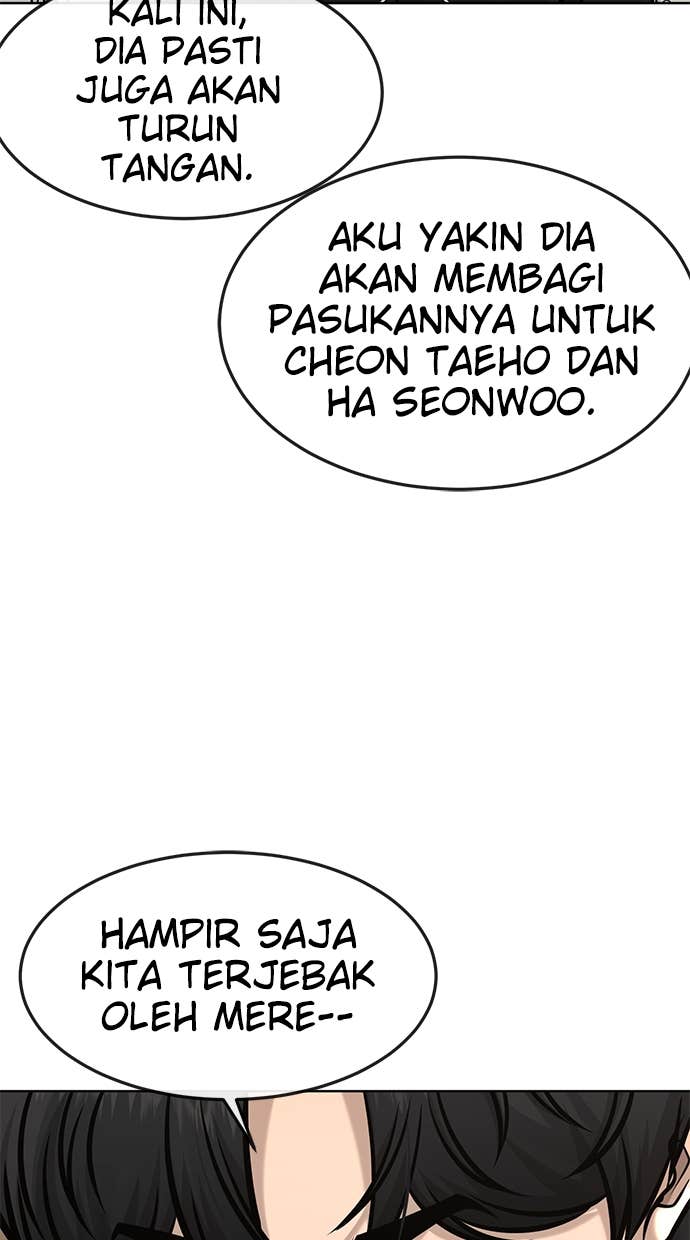 KALI INI,
DIA PASTI
JUGA AKAN
TURUN
TANGAN.
AKU YAKIN DIA
AKAN MEMBAGI
PASUKANNYA UNTUK
CHEON TAEHO DAN
HA SEONWOO.
HAMPIR SAJA
KITA TERJEBAK
OLEH MERE--